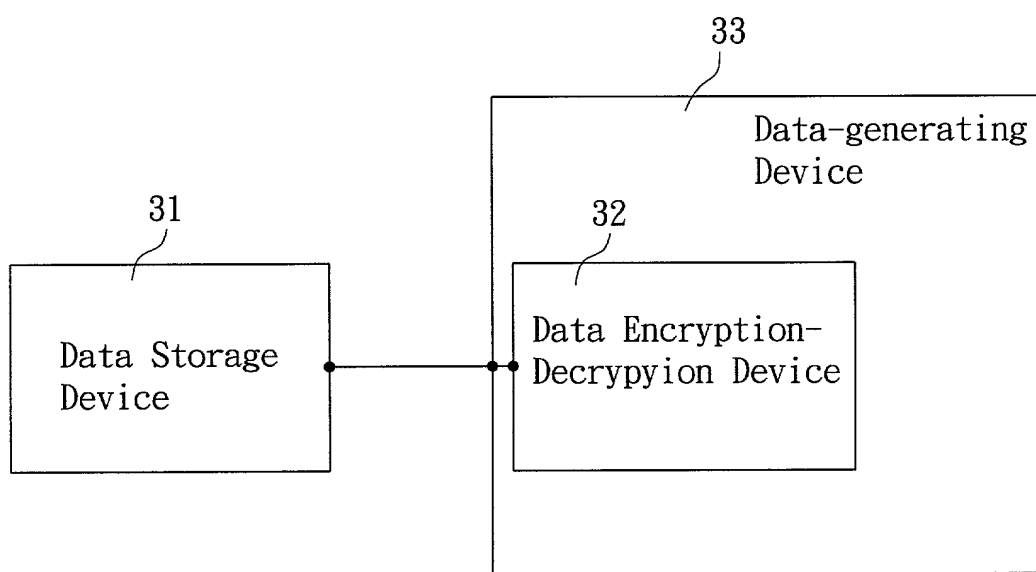 33
Data-generating
Device
31
32
Data Storage
Device
Data Encryption-
Decrypyion Device